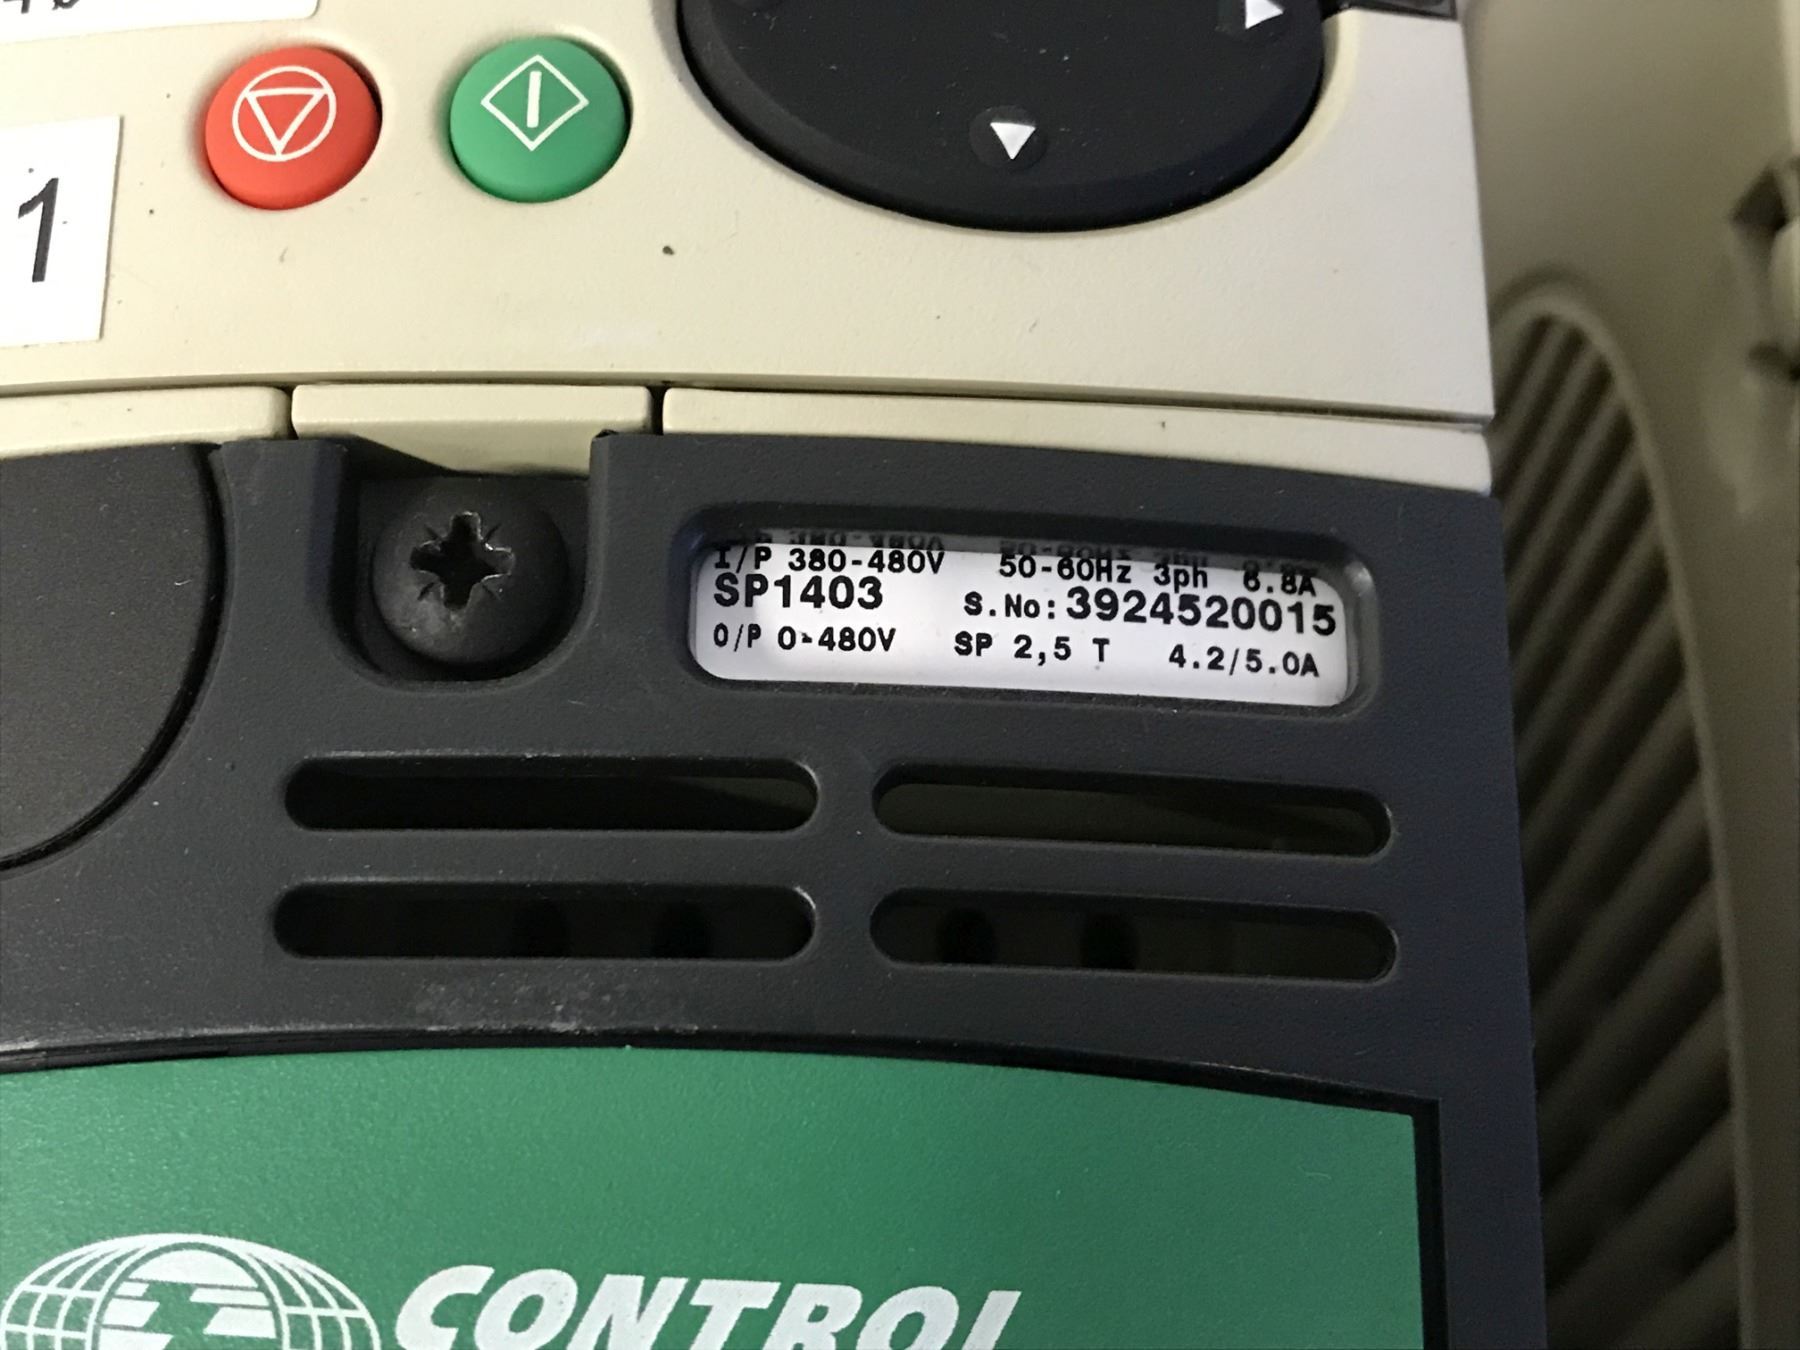 1
I/P 380-480V 50-60Hz 3ph 6.8A
SP1403 S.No: 3924520015
O/P 0-480V SP 2,5 T 4.2/5.0A
CONTROL